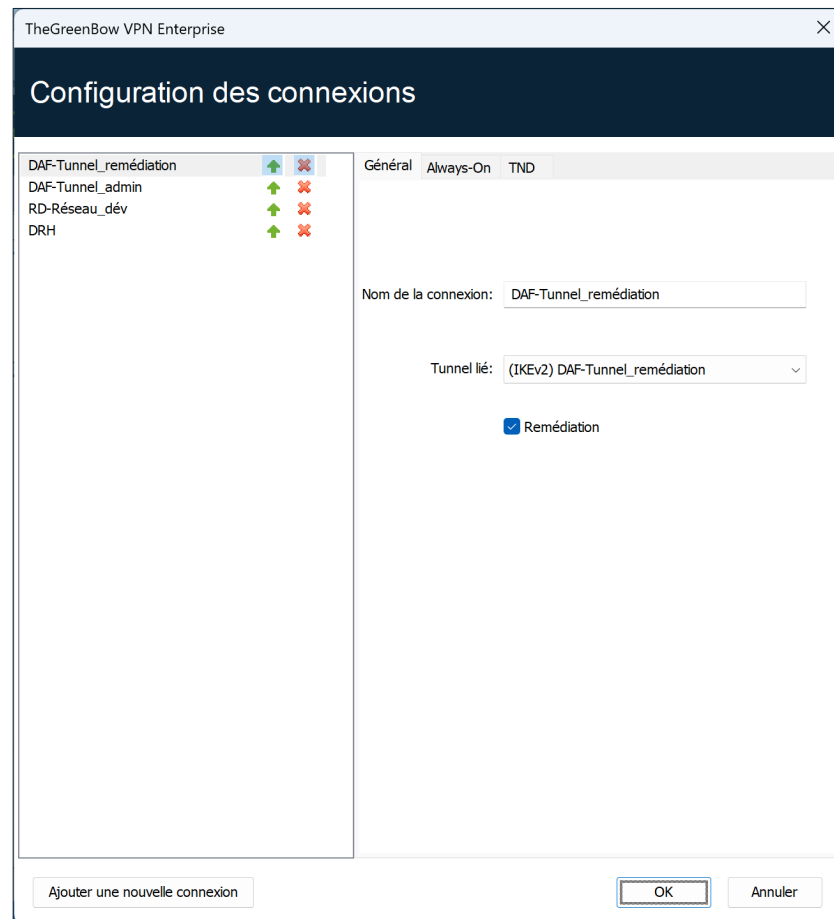 TheGreenBow VPN Enterprise
Configuration des connexions
DAF-Tunnel_remédiation
DAF-Tunnel_admin
RD-Réseau_dév
DRH
Général Always-On TND
Nom de la connexion: DAF-Tunnel_remédiation
Tunnel lié: (IKEv2) DAF-Tunnel_remédiation
Remédiation
Ajouter une nouvelle connexion OK Annuler